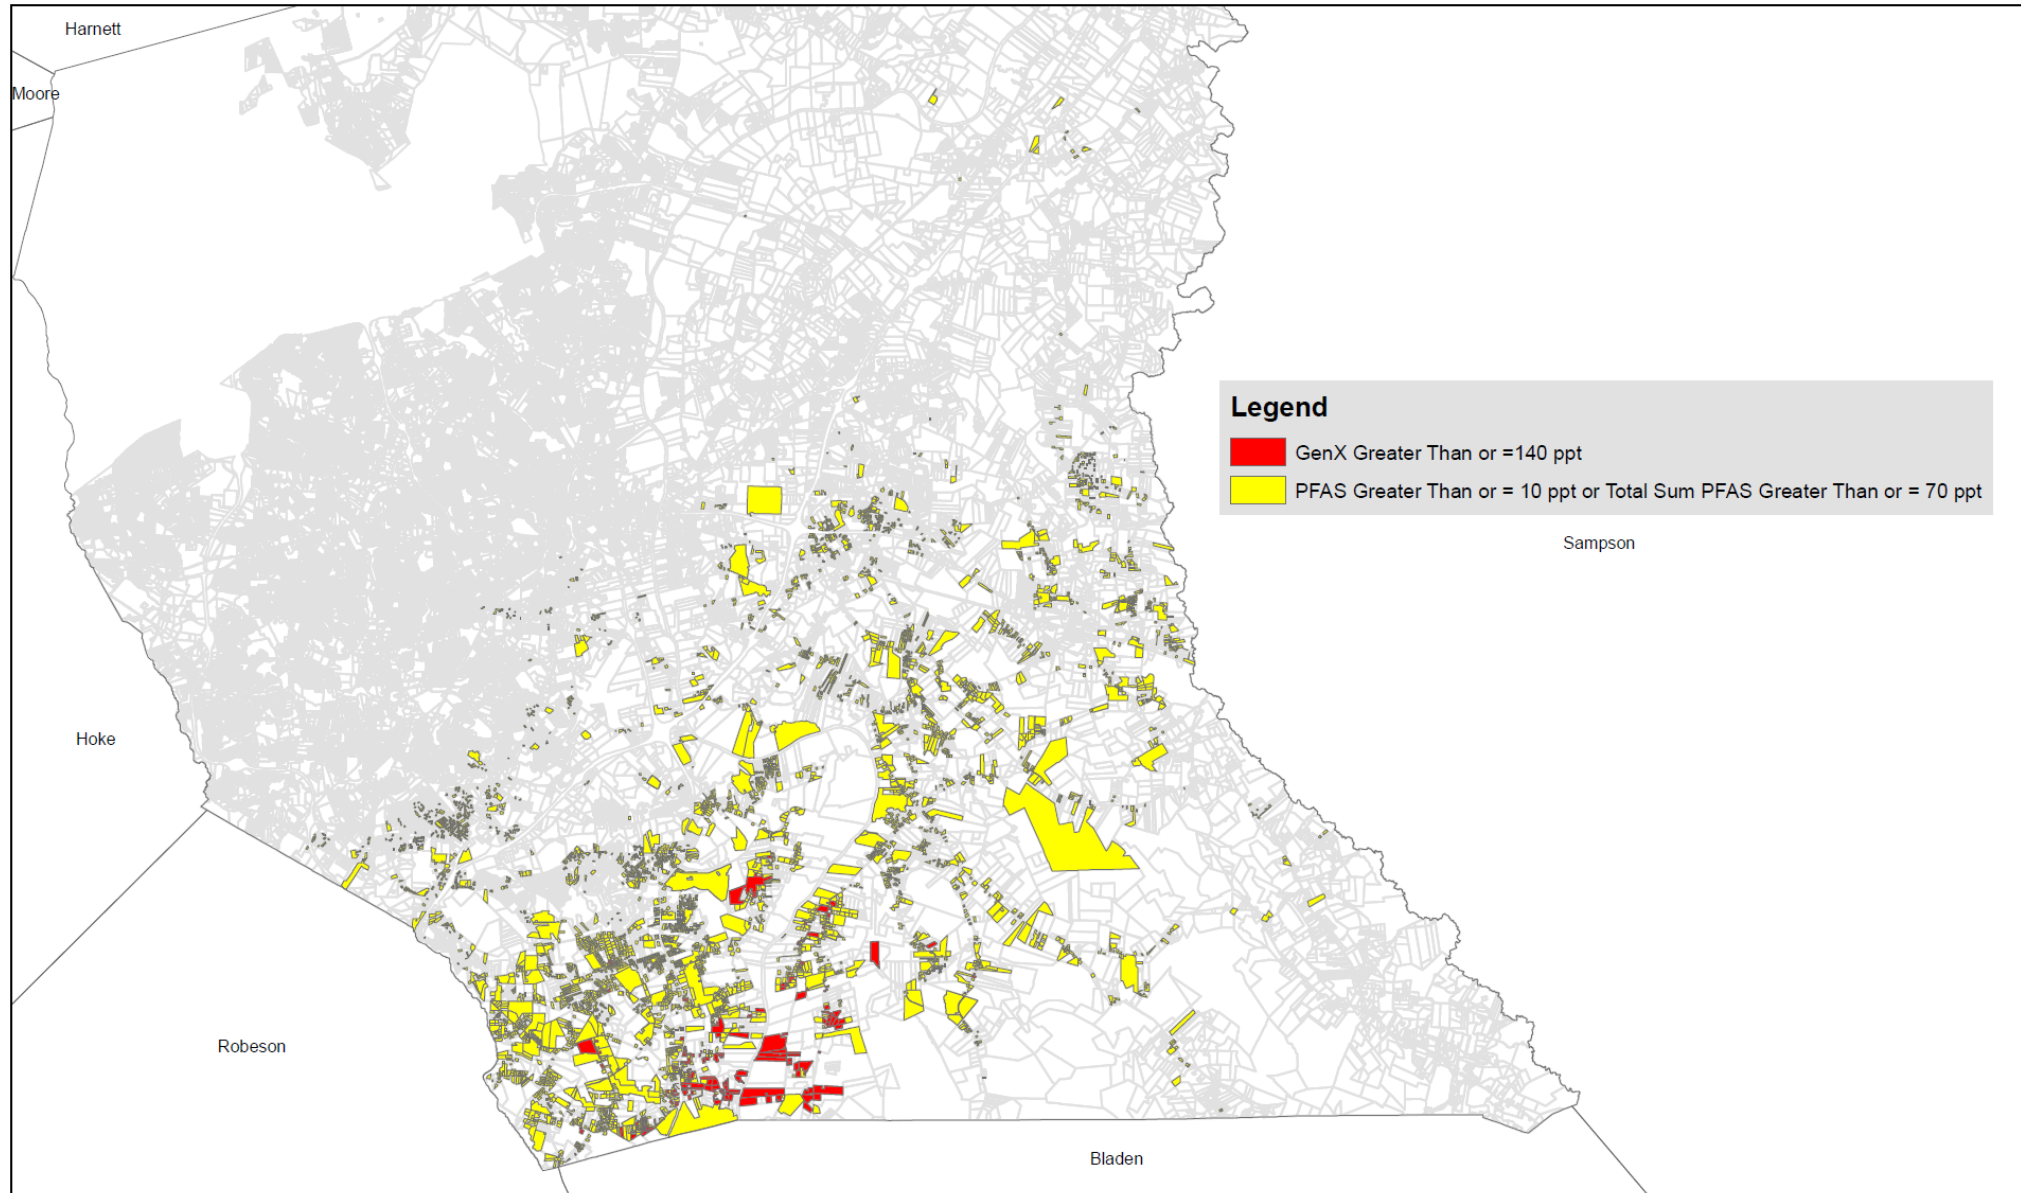 Harnett
Moore
Legend
GenX Greater Than or =140 ppt
PFAS Greater Than or = 10 ppt or Total Sum PFAS Greater Than or = 70 ppt
Sampson
Hoke
Robeson
Bladen